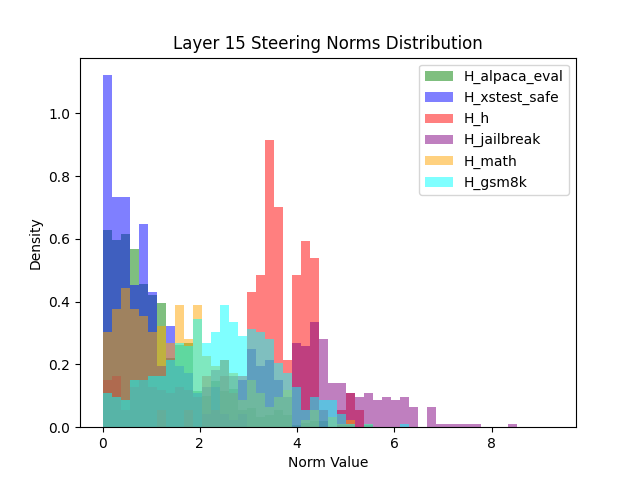 Layer 15 Steering Norms Distribution
H_alpaca_eval
H_xstest_safe
H_h
H_jailbreak
H_math
H_gsm8k
Density
1.0
0.8
0.6
0.4
0.2
0.0
0 2 4 6 8
Norm Value